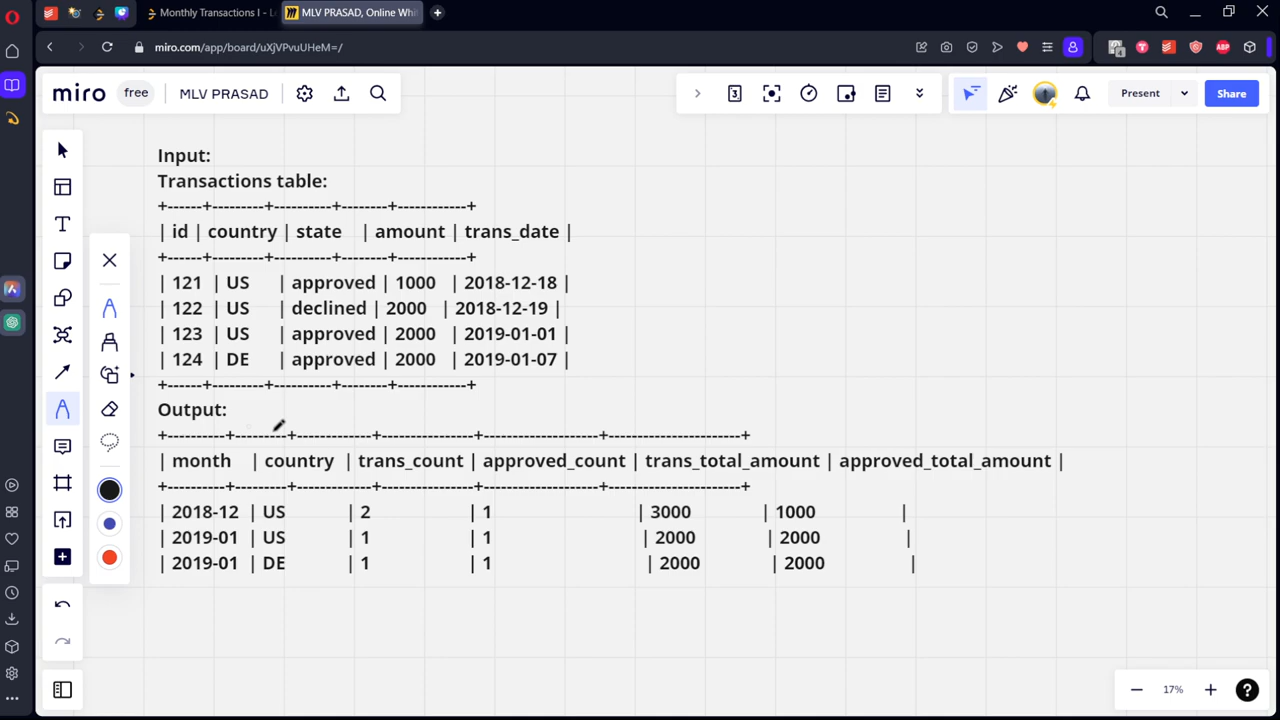 Monthly Transactions I - Le
MLV PRASAD, Online Whi
miro.com/app/board/uXjVPvuUHeM=/
miro free MLV PRASAD Present Share
Input:
Transactions table:
+------+---------+----------+--------+------------+
| id | country | state | amount | trans_date |
+------+---------+----------+--------+------------+
| 121 | US | approved | 1000 | 2018-12-18 |
| 122 | US | declined | 2000 | 2018-12-19 |
| 123 | US | approved | 2000 | 2019-01-01 |
| 124 | DE | approved | 2000 | 2019-01-07 |
+------+---------+----------+--------+------------+
Output:
+----------+---------+-------------+----------------+--------------------+-----------------------+
| month | country | trans_count | approved_count | trans_total_amount | approved_total_amount |
+----------+---------+-------------+----------------+--------------------+-----------------------+
| 2018-12 | US | 2 | 1 | 3000 | 1000 |
| 2019-01 | US | 1 | 1 | 2000 | 2000 |
| 2019-01 | DE | 1 | 1 | 2000 | 2000 |
17%